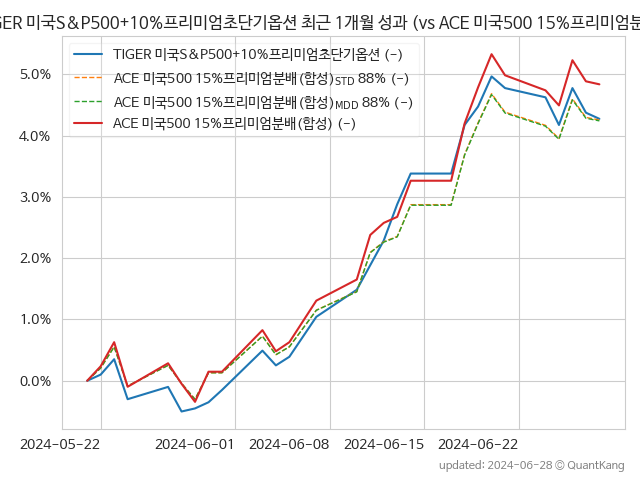 GER 미국S&P500+10%프리미엄초단기옵션 최근 1개월 성과 (vs ACE 미국500 15%프리미엄분
TIGER 미국S&P500+10%프리미엄초단기옵션 (-)
ACE 미국500 15%프리미엄분배(합성)STD 88% (-)
ACE 미국500 15%프리미엄분배(합성)MDD 88% (-)
ACE 미국500 15%프리미엄분배(합성) (-)
5.0%
4.0%
3.0%
2.0%
1.0%
0.0%
2024-05-22 2024-06-01 2024-06-08 2024-06-15 2024-06-22
updated: 2024-06-28 © QuantKang